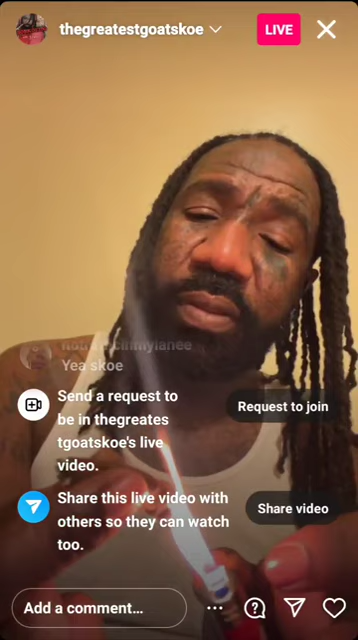 thegreatestgoatskoe
LIVE
Yea skoe
Send a request to
be in thegreates
tgoatskoe's live
video.
Request to join
Share this live video with
others so they can watch
too.
Share video
Add a comment...